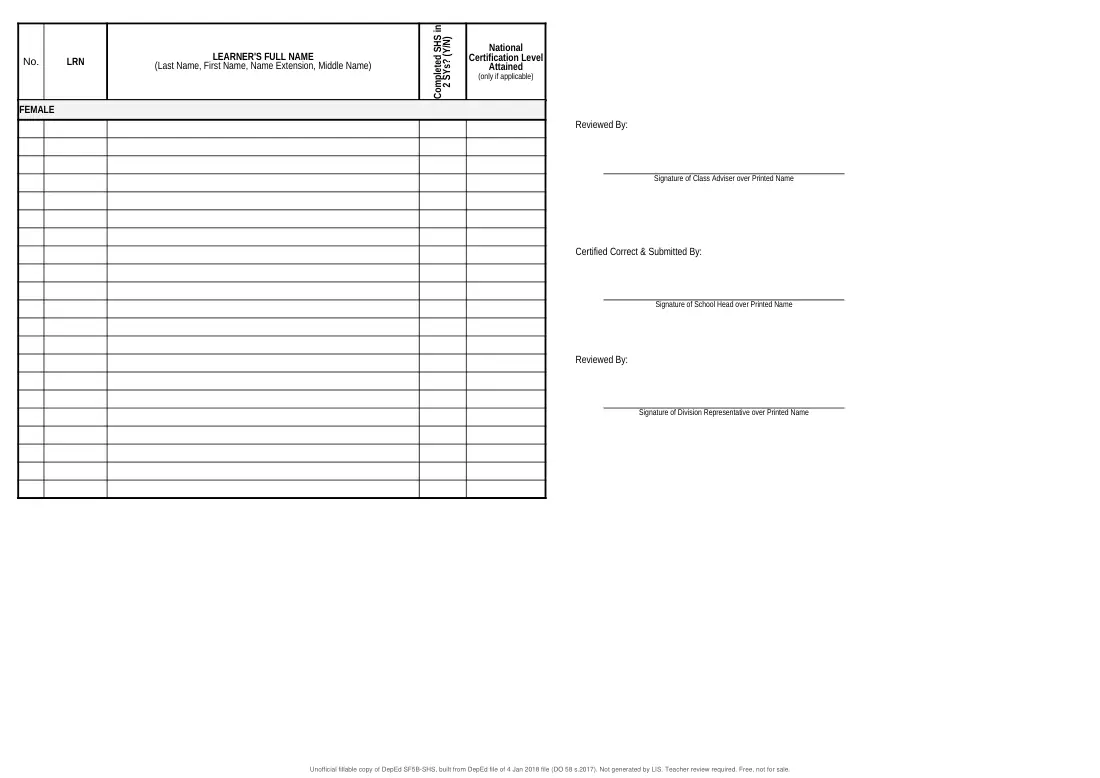 No.
LRN
LEARNER'S FULL NAME
(Last Name, First Name, Name Extension, Middle Name)
Completed SHS in
2 SYs? (Y/N)
National
Certification Level
Attained
(only if applicable)
FEMALE
Reviewed By:
Signature of Class Adviser over Printed Name
Certified Correct & Submitted By:
Signature of School Head over Printed Name
Reviewed By:
Signature of Division Representative over Printed Name
Unofficial fillable copy of DepEd SF5B-SHS, built from DepEd file of 4 Jan 2018 file (DO 58 s.2017). Not generated by LIS. Teacher review required. Free, not for sale.